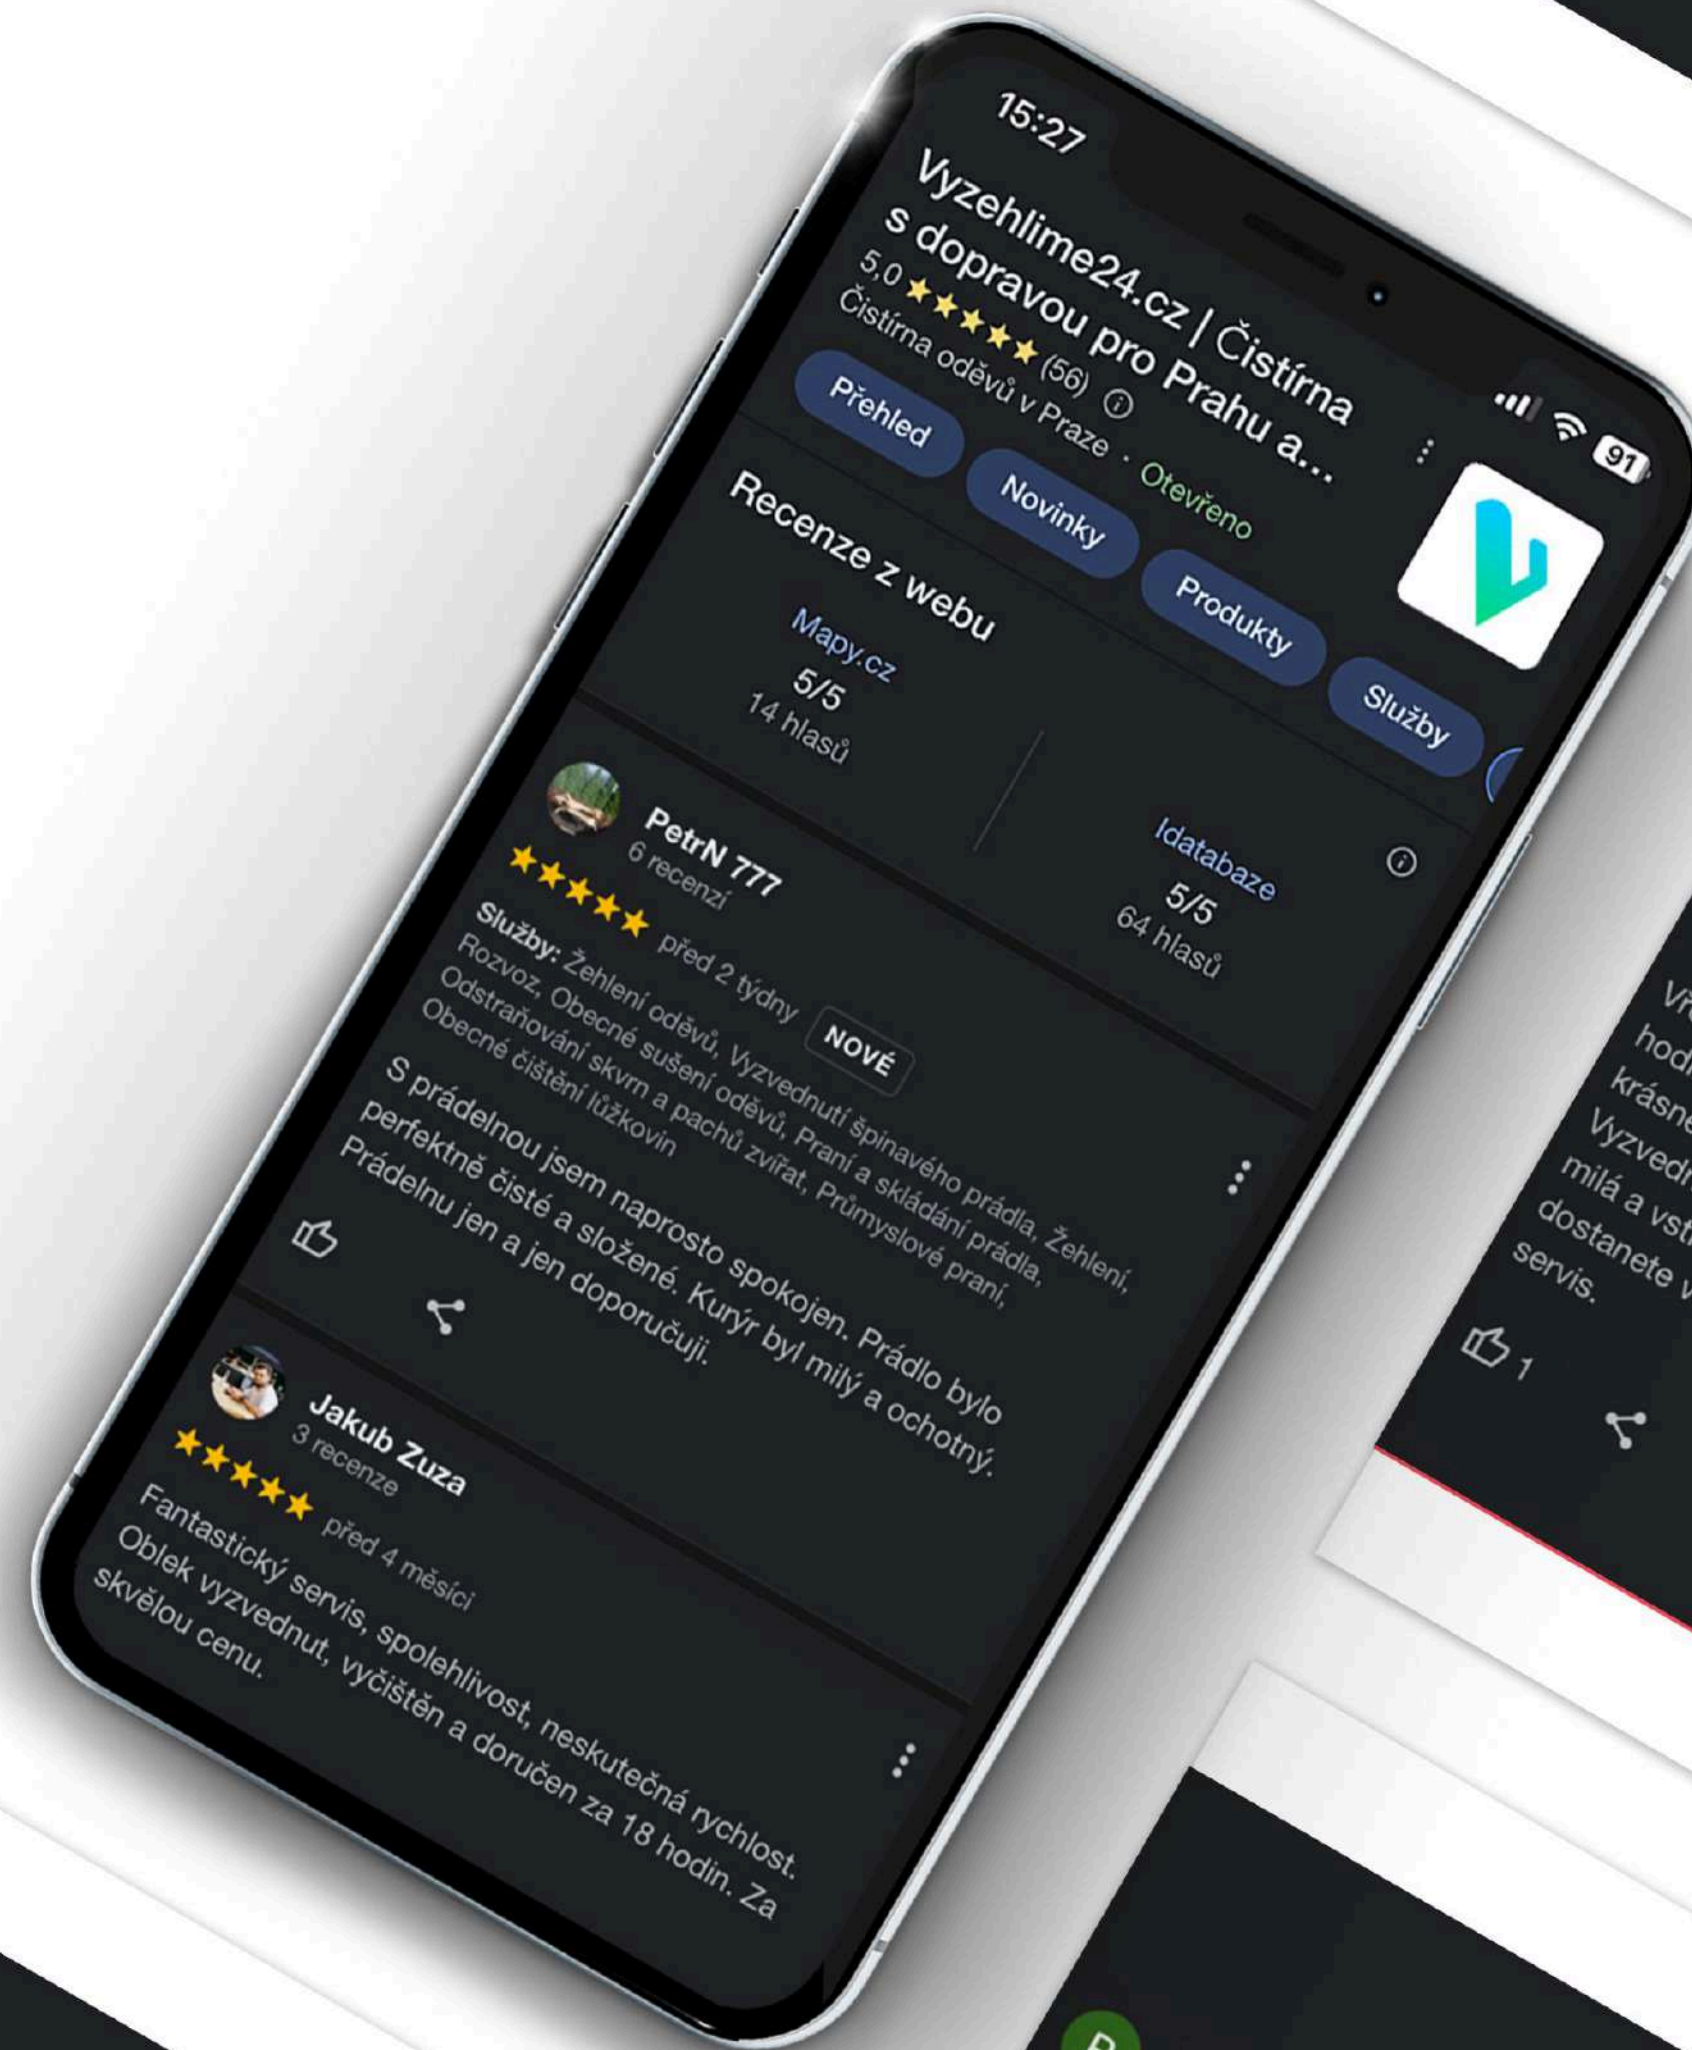 15:27
91
Vyzehlime24.cz | Čistírna
s dopravou pro Prahu a...
5,0 (56)
Čistírna oděvů v Praze · Otevřeno
Přehled
Novinky
Produkty
Služby
Recenze z webu
Mapy.cz
5/5
14 hlasů
Idatabaze
5/5
64 hlasů
PetrN 777
6 recenzí
před 2 týdny NOVÉ
Služby: Žehlení oděvů, Vyzvednutí špinavého prádla, Žehlení,
Rozvoz, Obecné sušení oděvů, Praní a skládání prádla,
Odstraňování skvrn a pachů zvířat, Průmyslové praní,
Obecné čištění lůžkovin
S prádelnou jsem naprosto spokojen. Prádlo bylo
perfektně čisté a složené. Kurýr byl milý a ochotný.
Prádelnu jen a jen doporučuji.
Jakub Zuza
3 recenze
před 4 měsíci
Fantastický servis, spolehlivost, neskutečná rychlost.
Oblek vyzvednut, vyčištěn a doručen za 18 hodin. Za
skvělou cenu.
milá a
dostanete
servis.
1